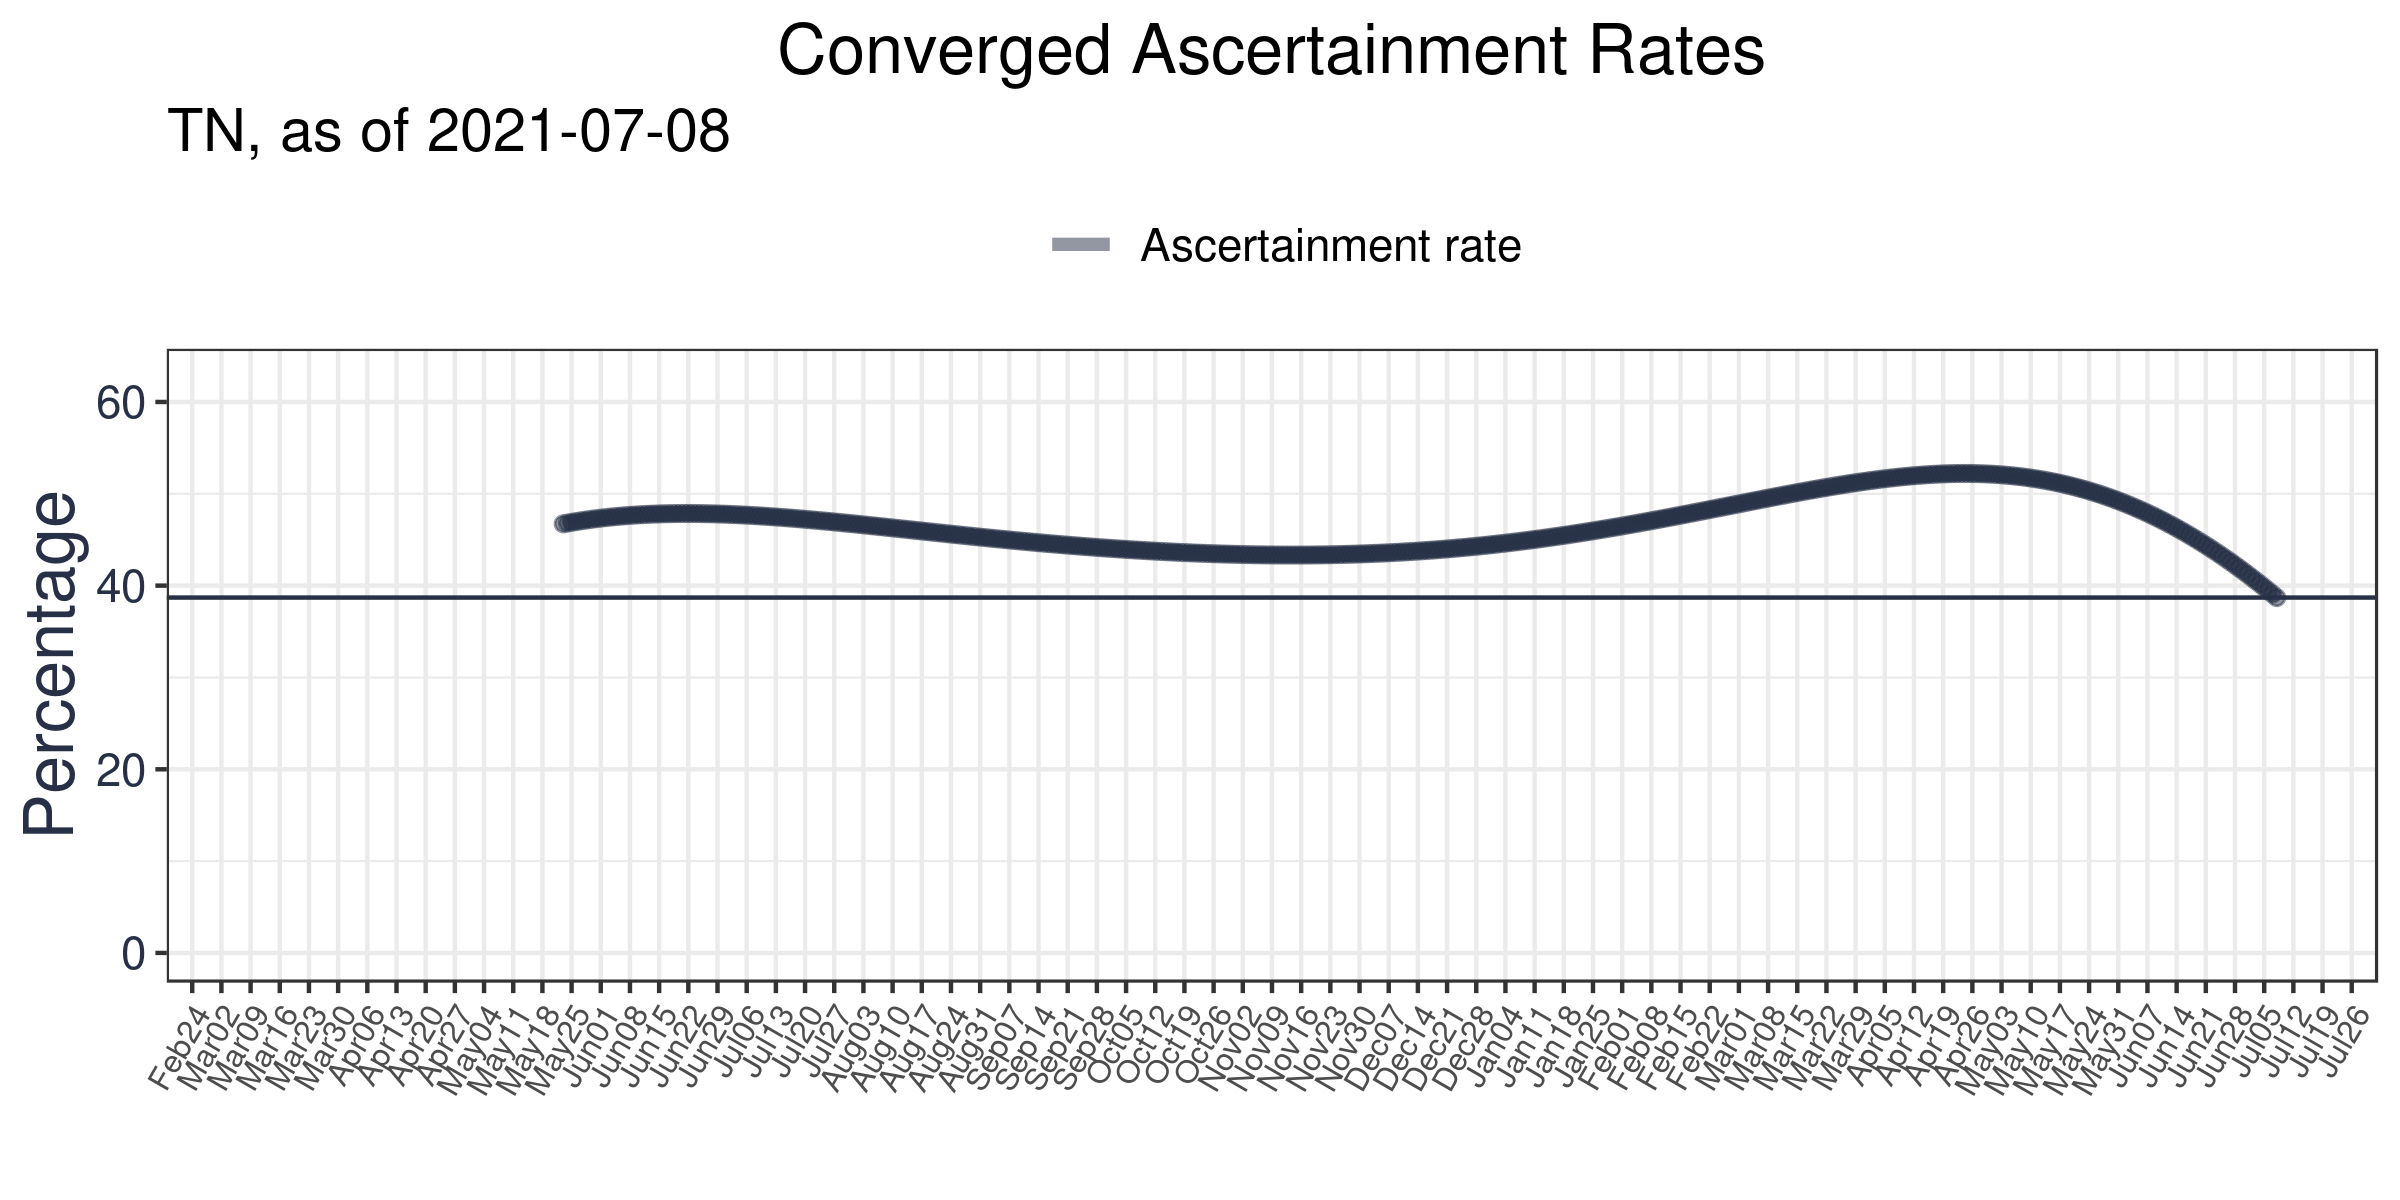 Converged Ascertainment Rates
TN, as of 2021-07-08
Ascertainment rate
Percentage
60
40
20
0
Feb24
Mar02
Mar09
Mar16
Mar23
Mar30
Apr06
Apr13
Apr20
Apr27
May04
May11
May18
May25
Jun01
Jun08
Jun15
Jun22
Jun29
Jul06
Jul13
Jul20
Jul27
Aug03
Aug10
Aug17
Aug24
Aug31
Sep07
Sep14
Sep21
Sep28
Oct05
Oct12
Oct19
Oct26
Nov02
Nov09
Nov16
Nov23
Nov30
Dec07
Dec14
Dec21
Dec28
Jan04
Jan11
Jan18
Jan25
Feb01
Feb08
Feb15
Feb22
Mar01
Mar08
Mar15
Mar22
Mar29
Apr05
Apr12
Apr19
Apr26
May03
May10
May17
May24
May31
Jun07
Jun14
Jun21
Jun28
Jul05
Jul12
Jul19
Jul26